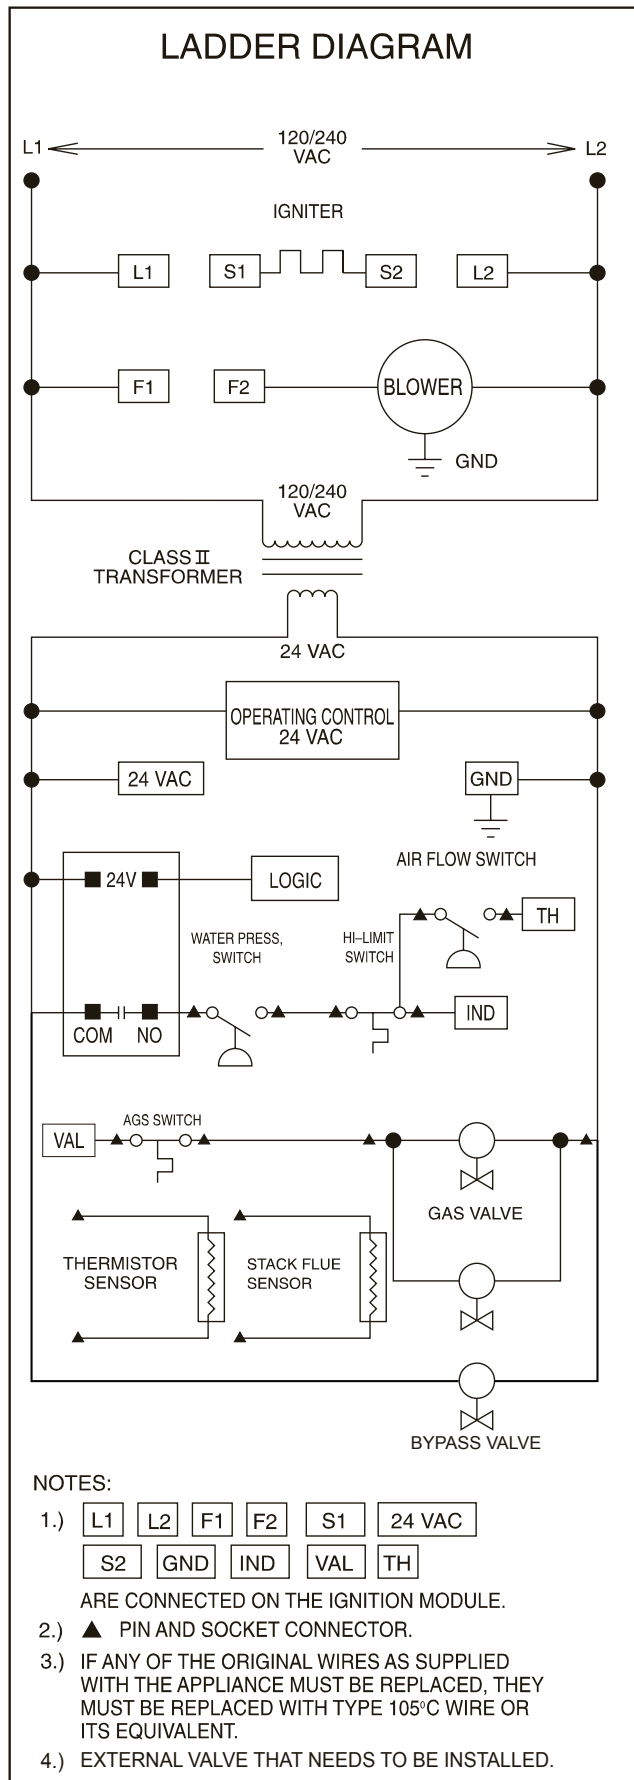 LADDER DIAGRAM
L1
120/240
VAC
L2
IGNITER
L1
S1
S2
L2
F1
F2
BLOWER
GND
120/240
VAC
CLASS II
TRANSFORMER
24 VAC
OPERATING CONTROL
24 VAC
24 VAC
GND
AIR FLOW SWITCH
24V
LOGIC
TH
WATER PRESS,
SWITCH
HI–LIMIT
SWITCH
COM
NO
IND
AGS SWITCH
VAL
GAS VALVE
THERMISTOR
SENSOR
STACK FLUE
SENSOR
BYPASS VALVE
NOTES:
1.) L1 L2 F1 F2 S1 24 VAC
S2 GND IND VAL TH
ARE CONNECTED ON THE IGNITION MODULE.
2.) ▲ PIN AND SOCKET CONNECTOR.
3.) IF ANY OF THE ORIGINAL WIRES AS SUPPLIED
WITH THE APPLIANCE MUST BE REPLACED, THEY
MUST BE REPLACED WITH TYPE 105ºC WIRE OR
ITS EQUIVALENT.
4.) EXTERNAL VALVE THAT NEEDS TO BE INSTALLED.